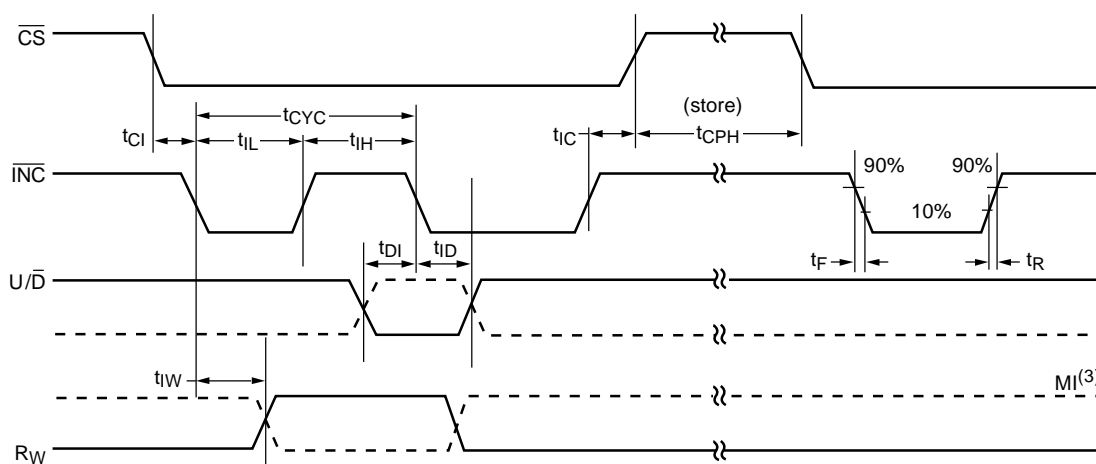 CS
(store)
tCYC
tCI
tIL
tIH
tIC
tCPH
INC
90%
90%
10%
tDI
tID
tF
tR
U/D
tIW
MI(3)
RW